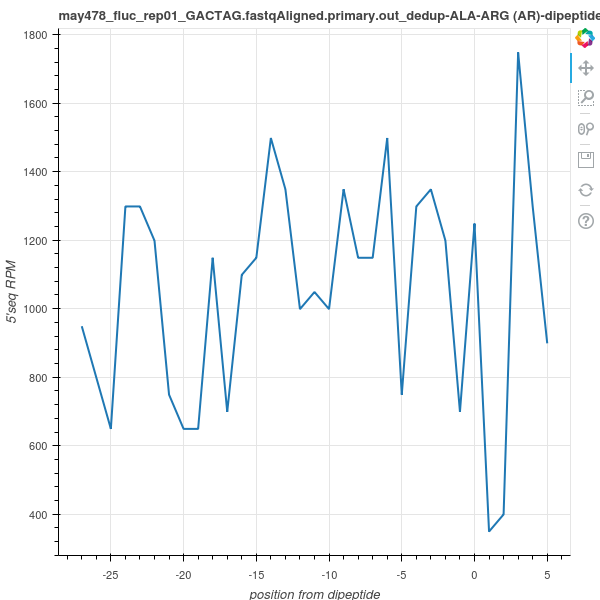 may478_fluc_rep01_GACTAG.fastqAligned.primary.out_dedup-ALA-ARG (AR)-dipeptide
1800
1600
1400
1200
1000
800
600
400
5'seq RPM
-25 -20 -15 -10 -5 0 5
position from dipeptide